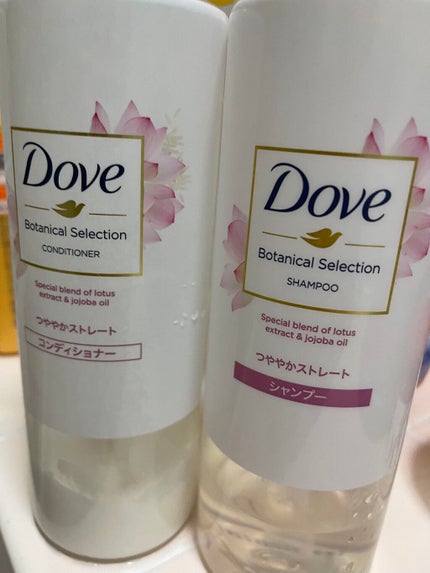 Dove
Botanical Selection
CONDITIONER
Special blend of lotus
extract & jojoba oil
つややかストレート
コンディショナー
Dove
Botanical Selection
SHAMPOO
Special blend of lotus
extract & jojoba oil
つややかストレート
シャンプー